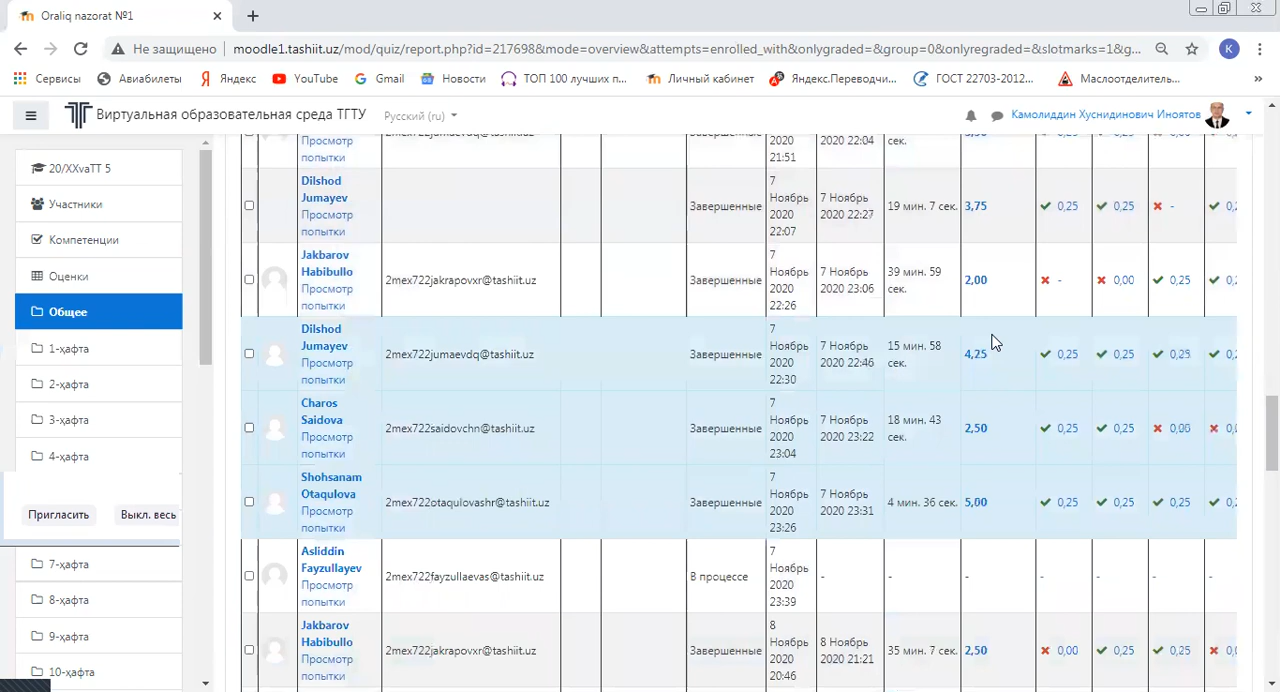 Oraliq nazorat №1
Не защищено
moodle1.tashiit.uz/mod/quiz/report.php?id=217698&mode=overview&attempts=enrolled_with&onlygraded=&group=0&onlyregraded=&slotmarks=1&g...
K
Сервисы Авиабилеты Яндекс YouTube Gmail Новости ТОП 100 лучших п... Личный кабинет Яндекс.Переводчи... ГОСТ 22703-2012... Маслоотделитель... »
Виртуальная образовательная среда ТГТУ Русский (ru) Камолиддин Хуснидинович Иноятов
20/XXvaTT 5
Участники
Компетенции
Оценки
Общее
1-ҳафта
2-ҳафта
3-ҳафта
4-ҳафта
Пригласить Выкл. весь
7-ҳафта
8-ҳафта
9-ҳафта
10-ҳафта
Просмотр
попытки
2020
21:51
2020 22:04
сек.
Dilshod
Jumayev
Просмотр
попытки
Завершенные
7
Ноябрь
2020
22:07
7 Ноябрь
2020 22:27
19 мин. 7 сек. 3,75 0,25 0,25 -
Jakbarov
Habibullo
Просмотр
попытки
2mex722jakrapovxr@tashiit.uz
Завершенные
7
Ноябрь
2020
22:26
7 Ноябрь
2020 23:06
39 мин. 59
сек.
2,00 - 0,00 0,25
Dilshod
Jumayev
Просмотр
попытки
2mex722jumaevdq@tashiit.uz
Завершенные
7
Ноябрь
2020
22:30
7 Ноябрь
2020 22:46
15 мин. 58
сек.
4,25 0,25 0,25 0,25
Charos
Saidova
Просмотр
попытки
2mex722saidovchn@tashiit.uz
Завершенные
7
Ноябрь
2020
23:04
7 Ноябрь
2020 23:22
18 мин. 43
сек.
2,50 0,25 0,25 0,00
Shohsanam
Otaqulova
Просмотр
попытки
2mex722otaqulovashr@tashiit.uz
Завершенные
7
Ноябрь
2020
23:26
7 Ноябрь
2020 23:31
4 мин. 36 сек. 5,00 0,25 0,25 0,25
Asliddin
Fayzullayev
Просмотр
попытки
2mex722fayzullaevas@tashiit.uz
В процессе
7
Ноябрь
2020
23:39
- - - - - - -
Jakbarov
Habibullo
Просмотр
попытки
2mex722jakrapovxr@tashiit.uz
Завершенные
8
Ноябрь
2020
20:46
8 Ноябрь
2020 21:21
35 мин. 7 сек. 2,50 0,00 0,25 0,25